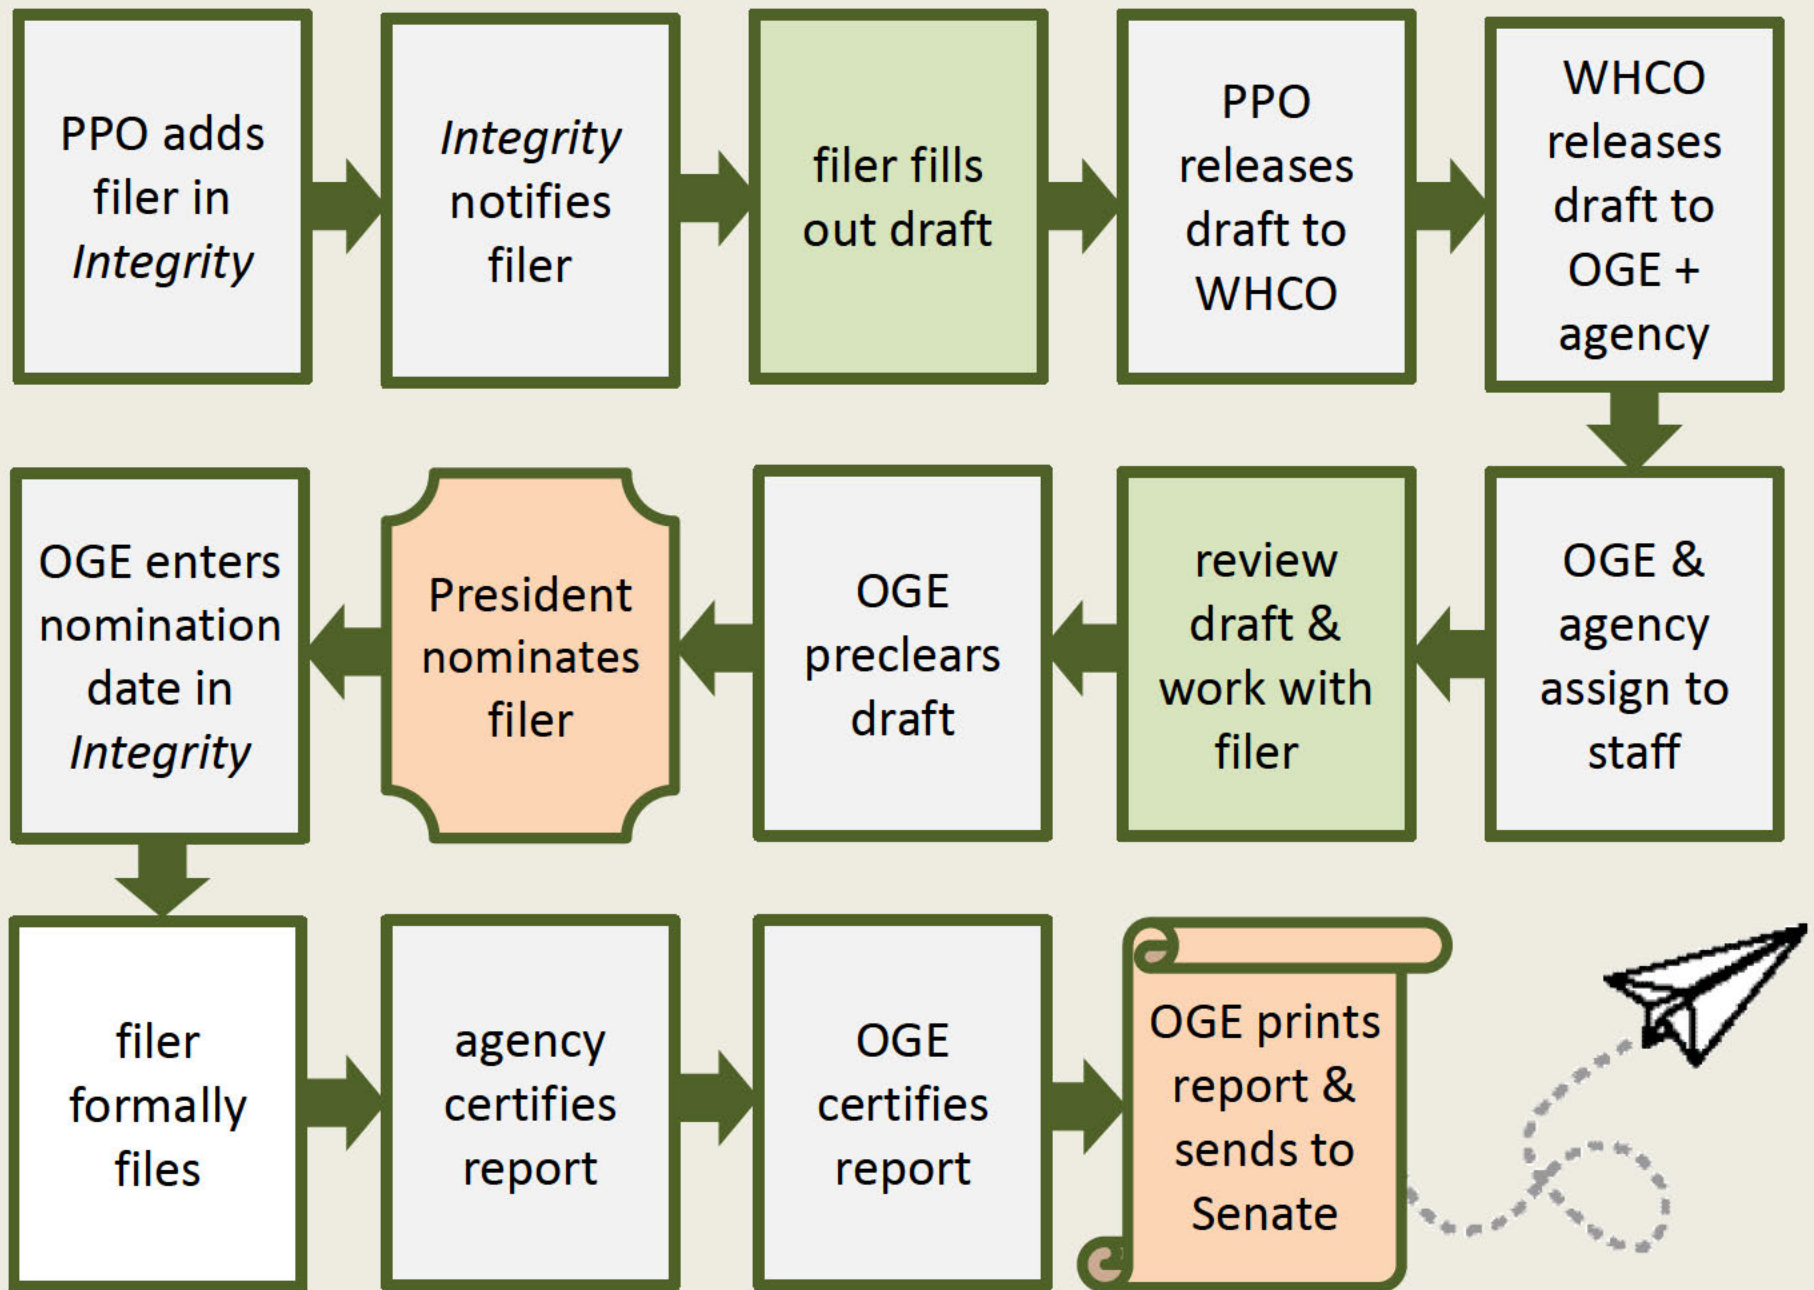 PPO adds
filer in
Integrity
Integrity
notifies
filer
filer fills
out draft
PPO
releases
draft to
WHCO
WHCO
releases
draft to
OGE +
agency
OGE &
agency
assign to
staff
review
draft &
work with
filer
OGE
preclears
draft
President
nominates
filer
OGE enters
nomination
date in
Integrity
filer
formally
files
agency
certifies
report
OGE
certifies
report
OGE prints
report &
sends to
Senate